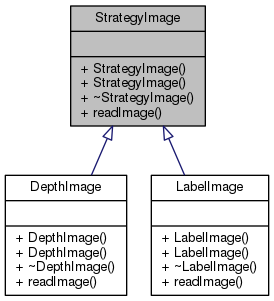 StrategyImage
+ StrategyImage()
+ StrategyImage()
+ ~StrategyImage()
+ readImage()
DepthImage
+ DepthImage()
+ DepthImage()
+ ~DepthImage()
+ readImage()
LabelImage
+ LabelImage()
+ LabelImage()
+ ~LabelImage()
+ readImage()